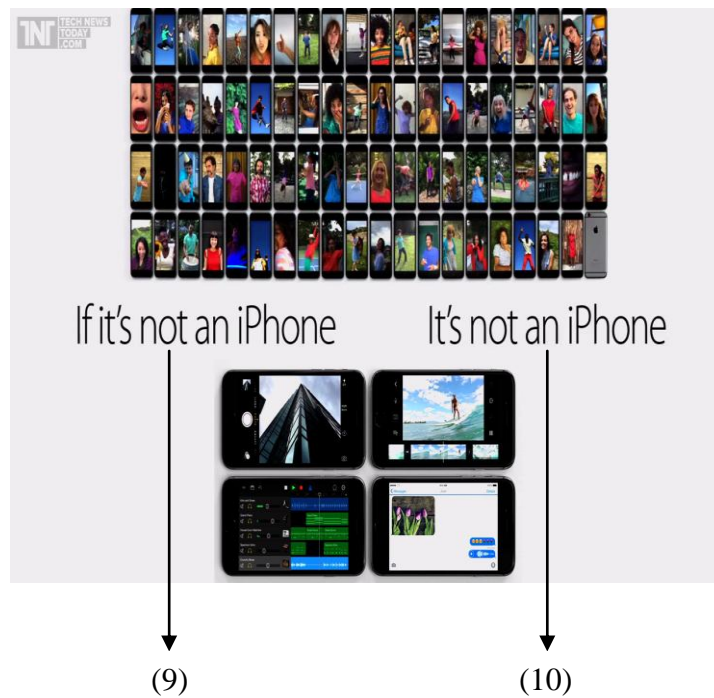 TNT TECH NEWS
TODAY
.COM
If it's not an iPhone It's not an iPhone
(9) (10)